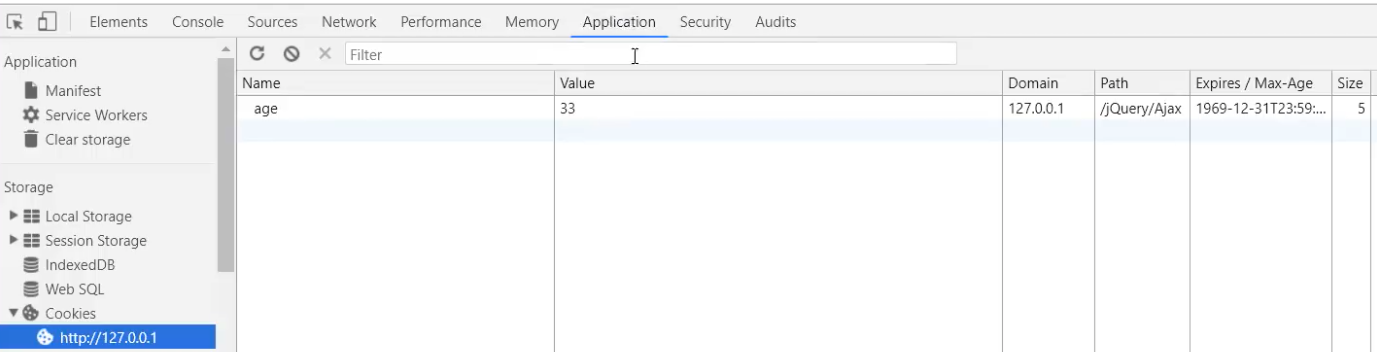 Elements Console Sources Network Performance Memory Application Security Audits
Application
Manifest
Service Workers
Clear storage
Storage
Local Storage
Session Storage
IndexedDB
Web SQL
Cookies
http://127.0.0.1
Filter
Name Value Domain Path Expires / Max-Age Size
age 33 127.0.0.1 /jQuery/Ajax 1969-12-31T23:59:... 5